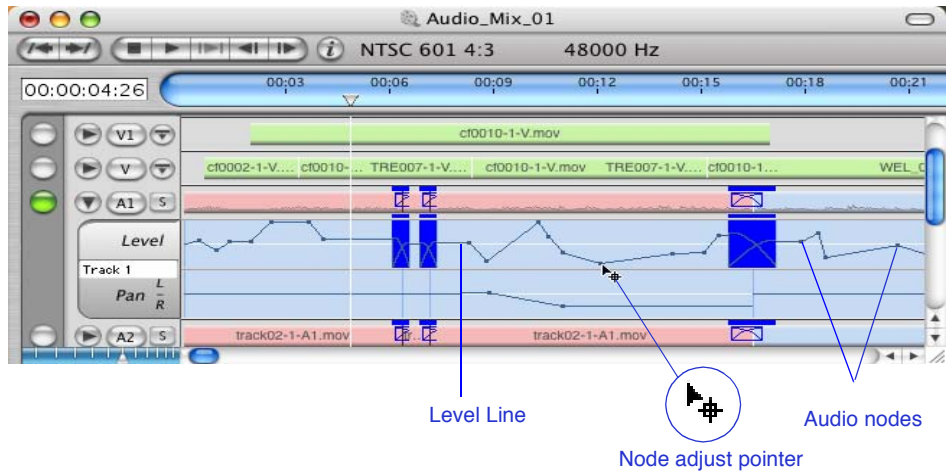 Audio_Mix_01
NTSC 601 4:3 48000 Hz
00:00:04:26 00:03 00:06 00:09 00:12 00:15 00:18 00:21
V1 cf0010-1-V.mov
V cf0002-1-V.... cf0010-... TRE007-1-V.... cf0010-1-V.mov TRE007-1-V.... cf0010-1... WEL_C
A1 S
Level
Track 1
Pan L R
A2 S track02-1-A1.mov tr... track02-1-A1.mov
Level Line
Audio nodes
Node adjust pointer